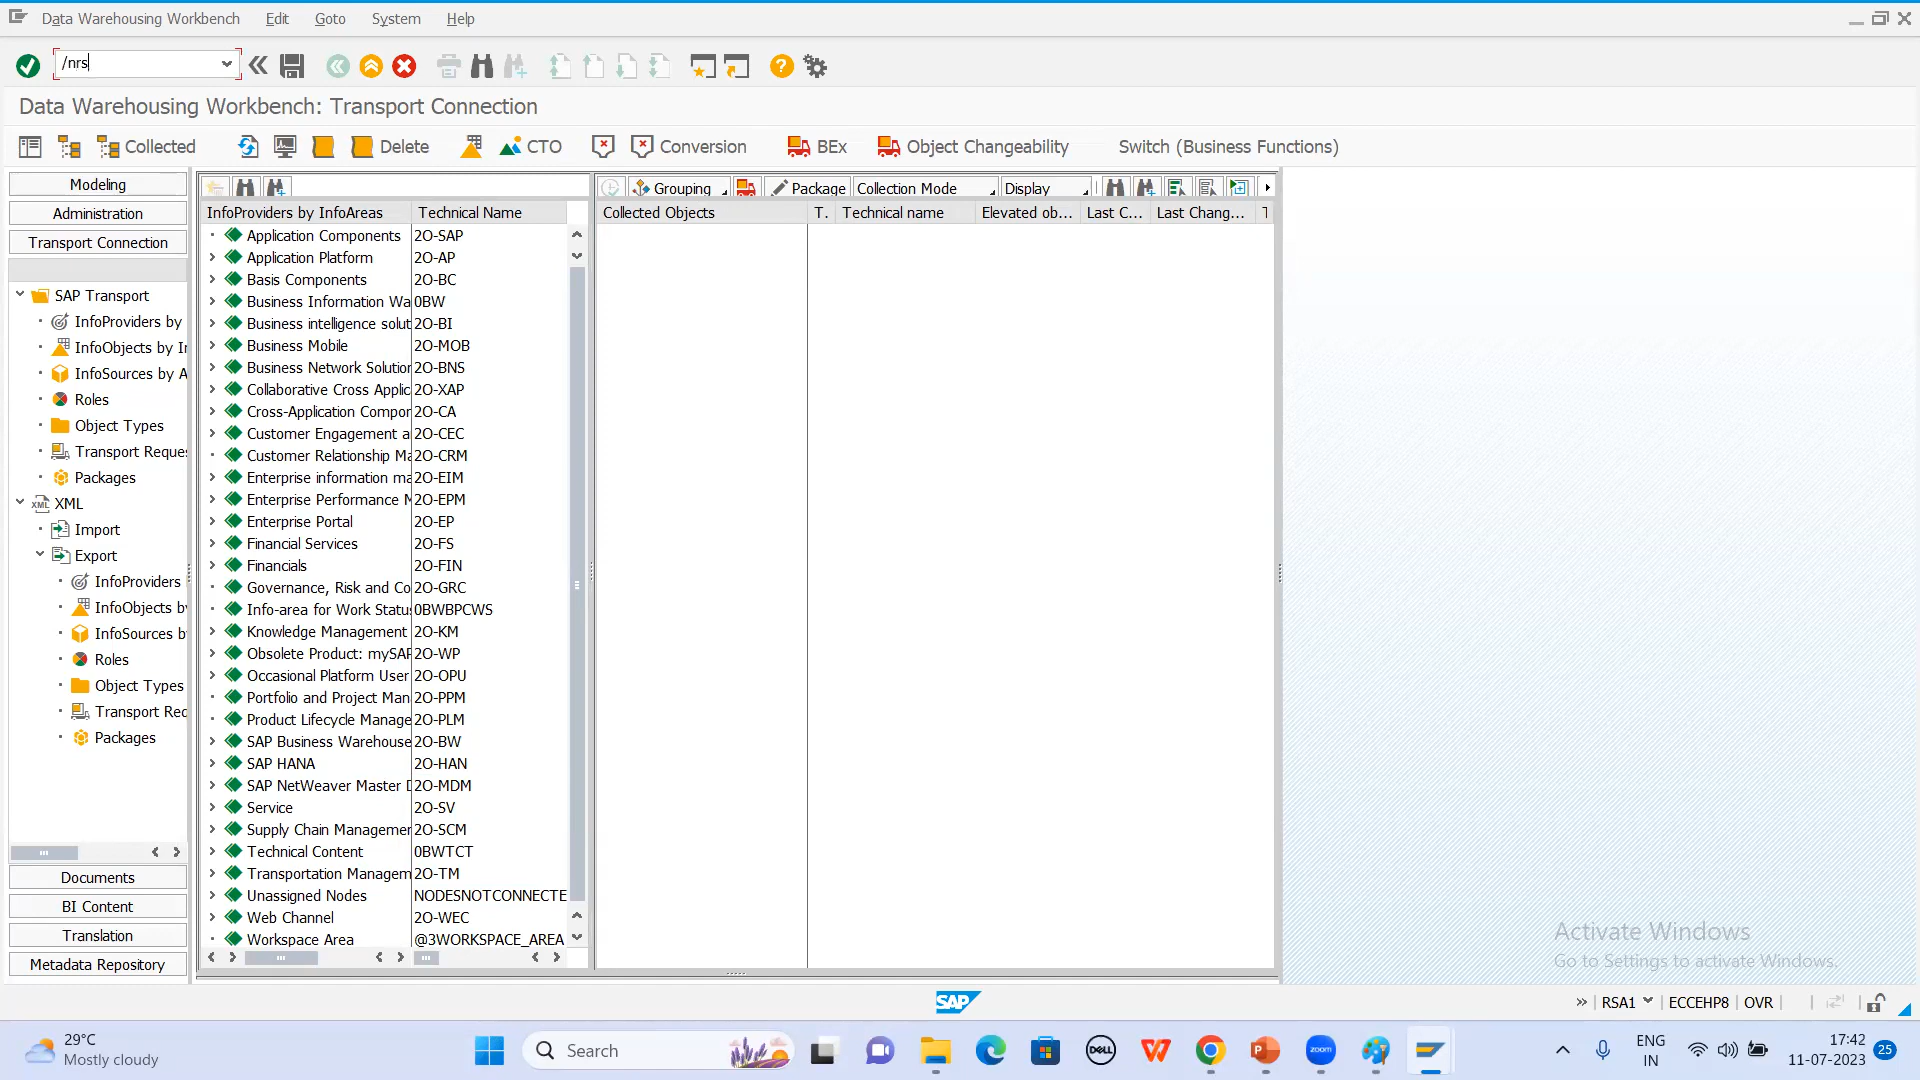 Data Warehousing Workbench Edit Goto System Help
/nrs
Data Warehousing Workbench: Transport Connection
Collected Delete CTO Conversion BEx Object Changeability Switch (Business Functions)
Modeling
Administration
Transport Connection
SAP Transport
InfoProviders by
InfoObjects by In
InfoSources by A
Roles
Object Types
Transport Reques
Packages
XML
Import
Export
InfoProviders
InfoObjects by
InfoSources b
Roles
Object Types
Transport Req
Packages
Documents
BI Content
Translation
Metadata Repository
InfoProviders by InfoAreas Technical Name
Application Components 2O-SAP
Application Platform 2O-AP
Basis Components 2O-BC
Business Information Wa 0BW
Business intelligence solut 2O-BI
Business Mobile 2O-MOB
Business Network Solution 2O-BNS
Collaborative Cross Applic 2O-XAP
Cross-Application Compor 2O-CA
Customer Engagement a 2O-CEC
Customer Relationship Ma 2O-CRM
Enterprise information ma 2O-EIM
Enterprise Performance M 2O-EPM
Enterprise Portal 2O-EP
Financial Services 2O-FS
Financials 2O-FIN
Governance, Risk and Co 2O-GRC
Info-area for Work Status 0BWBPCWS
Knowledge Management 2O-KM
Obsolete Product: mySAP 2O-WP
Occasional Platform User 2O-OPU
Portfolio and Project Man 2O-PPM
Product Lifecycle Manage 2O-PLM
SAP Business Warehouse 2O-BW
SAP HANA 2O-HAN
SAP NetWeaver Master D 2O-MDM
Service 2O-SV
Supply Chain Managemen 2O-SCM
Technical Content 0BWTCT
Transportation Managem 2O-TM
Unassigned Nodes NODESNOTCONNECTE
Web Channel 2O-WEC
Workspace Area @3WORKSPACE_AREA
Grouping Package Collection Mode Display
Collected Objects T. Technical name Elevated ob... Last C... Last Chang... T
Activate Windows
Go to Settings to activate Windows.
SAP
RSA1 ECCEHP8 OVR
29°C
Mostly cloudy
Search
DELL
W
P
zoom
ENG
IN
17:42
11-07-2023
25